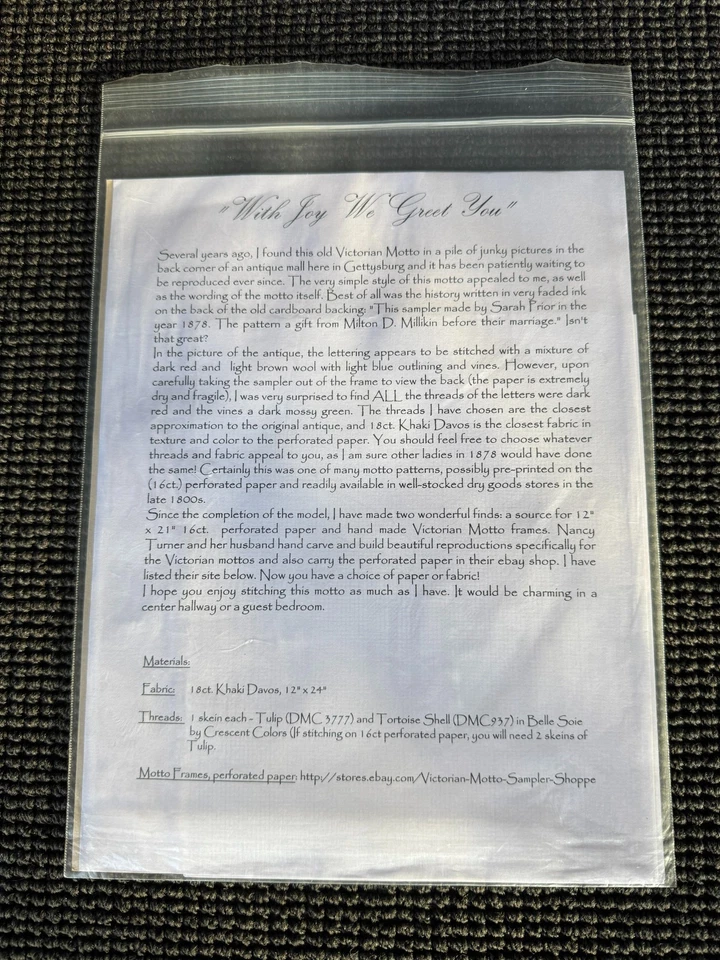 "With Joy We Greet You"
Several years ago, I found this old Victorian Motto in a pile of junky pictures in the
back corner of an antique mall here in Gettysburg and it has been patiently waiting to
be reproduced ever since. The very simple style of this motto appealed to me, as well
as the wording of the motto itself. Best of all was the history written in very faded ink
on the back of the old cardboard backing: "This sampler made by Sarah Prior in the
year 1878. The pattern a gift from Milton D. Millikin before their marriage." Isn't
that great?
In the picture of the antique, the lettering appears to be stitched with a mixture of
dark red and light brown wool with light blue outlining and vines. However, upon
carefully taking the sampler out of the frame to view the back (the paper is extremely
dry and fragile), I was very surprised to find ALL the threads of the letters were dark
red and the vines a dark mossy green. The threads I have chosen are the closest
approximation to the original antique, and 18ct. Khaki Davos is the closest fabric in
texture and color to the perforated paper. You should feel free to choose whatever
threads and fabric appeal to you, as I am sure other ladies in 1878 would have done
the same! Certainly this was one of many motto patterns, possibly pre-printed on the
(16ct.) perforated paper and readily available in well-stocked dry goods stores in the
late 1800s.
Since the completion of the model, I have made two wonderful finds: a source for 12"
x 21" 16ct. perforated paper and hand made Victorian Motto frames. Nancy
Turner and her husband hand carve and build beautiful reproductions specifically for
the Victorian mottos and also carry the perforated paper in their ebay shop. I have
listed their site below. Now you have a choice of paper or fabric!
I hope you enjoy stitching this motto as much as I have. It would be charming in a
center hallway or a guest bedroom.
Materials:
Fabric: 18ct. Khaki Davos, 12" x 24"
Threads: 1 skein each - Tulip (DMC 3777) and Tortoise Shell (DMC937) in Belle Soie
by Crescent Colors (If stitching on 16ct perforated paper, you will need 2 skeins of
Tulip.
Motto Frames, perforated paper: http://stores.ebay.com/Victorian-Motto-Sampler-Shoppe